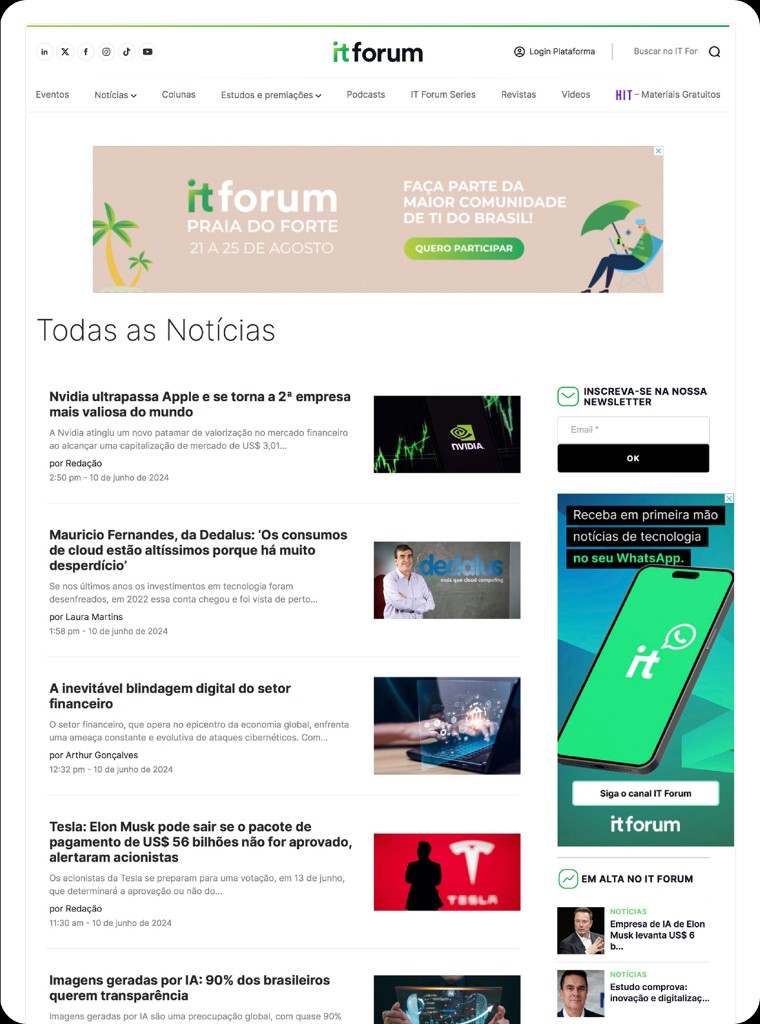 itforum
Login Plataforma
Buscar no IT For
Eventos
Notícias
Colunas
Estudos e premiações
Podcasts
IT Forum Series
Revistas
Vídeos
HIT – Materiais Gratuitos
itforum
PRAIA DO FORTE
21 A 25 DE AGOSTO
FAÇA PARTE DA
MAIOR COMUNIDADE
DE TI DO BRASIL!
QUERO PARTICIPAR
Todas as Notícias
Nvidia ultrapassa Apple e se torna a 2ª empresa
mais valiosa do mundo
A Nvidia atingiu um novo patamar de valorização no mercado financeiro
ao alcançar uma capitalização de mercado de US$ 3,01...
por Redação
2:50 pm - 10 de junho de 2024
NVIDIA
Mauricio Fernandes, da Dedalus: ‘Os consumos
de cloud estão altíssimos porque há muito
desperdício’
Se nos últimos anos os investimentos em tecnologia foram
desenfreados, em 2022 essa conta chegou e foi vista de perto...
por Laura Martins
1:58 pm - 10 de junho de 2024
dedalus
mais que cloud computing
A inevitável blindagem digital do setor
financeiro
O setor financeiro, que opera no epicentro da economia global, enfrenta
uma ameaça constante e evolutiva de ataques cibernéticos. Com...
por Arthur Gonçalves
12:32 pm - 10 de junho de 2024
Tesla: Elon Musk pode sair se o pacote de
pagamento de US$ 56 bilhões não for aprovado,
alertaram acionistas
Os acionistas da Tesla se preparam para uma votação, em 13 de junho,
que determinará a aprovação ou não do...
por Redação
11:30 am - 10 de junho de 2024
TESLA
Imagens geradas por IA: 90% dos brasileiros
querem transparência
Imagens geradas por IA são uma preocupação global, com quase 90%
INSCREVA-SE NA NOSSA
NEWSLETTER
Email *
OK
Receba em primeira mão
notícias de tecnologia
no seu WhatsApp.
it
Siga o canal IT Forum
itforum
EM ALTA NO IT FORUM
NOTÍCIAS
Empresa de IA de Elon
Musk levanta US$ 6
b...
NOTÍCIAS
Estudo comprova:
inovação e digitalizaç...